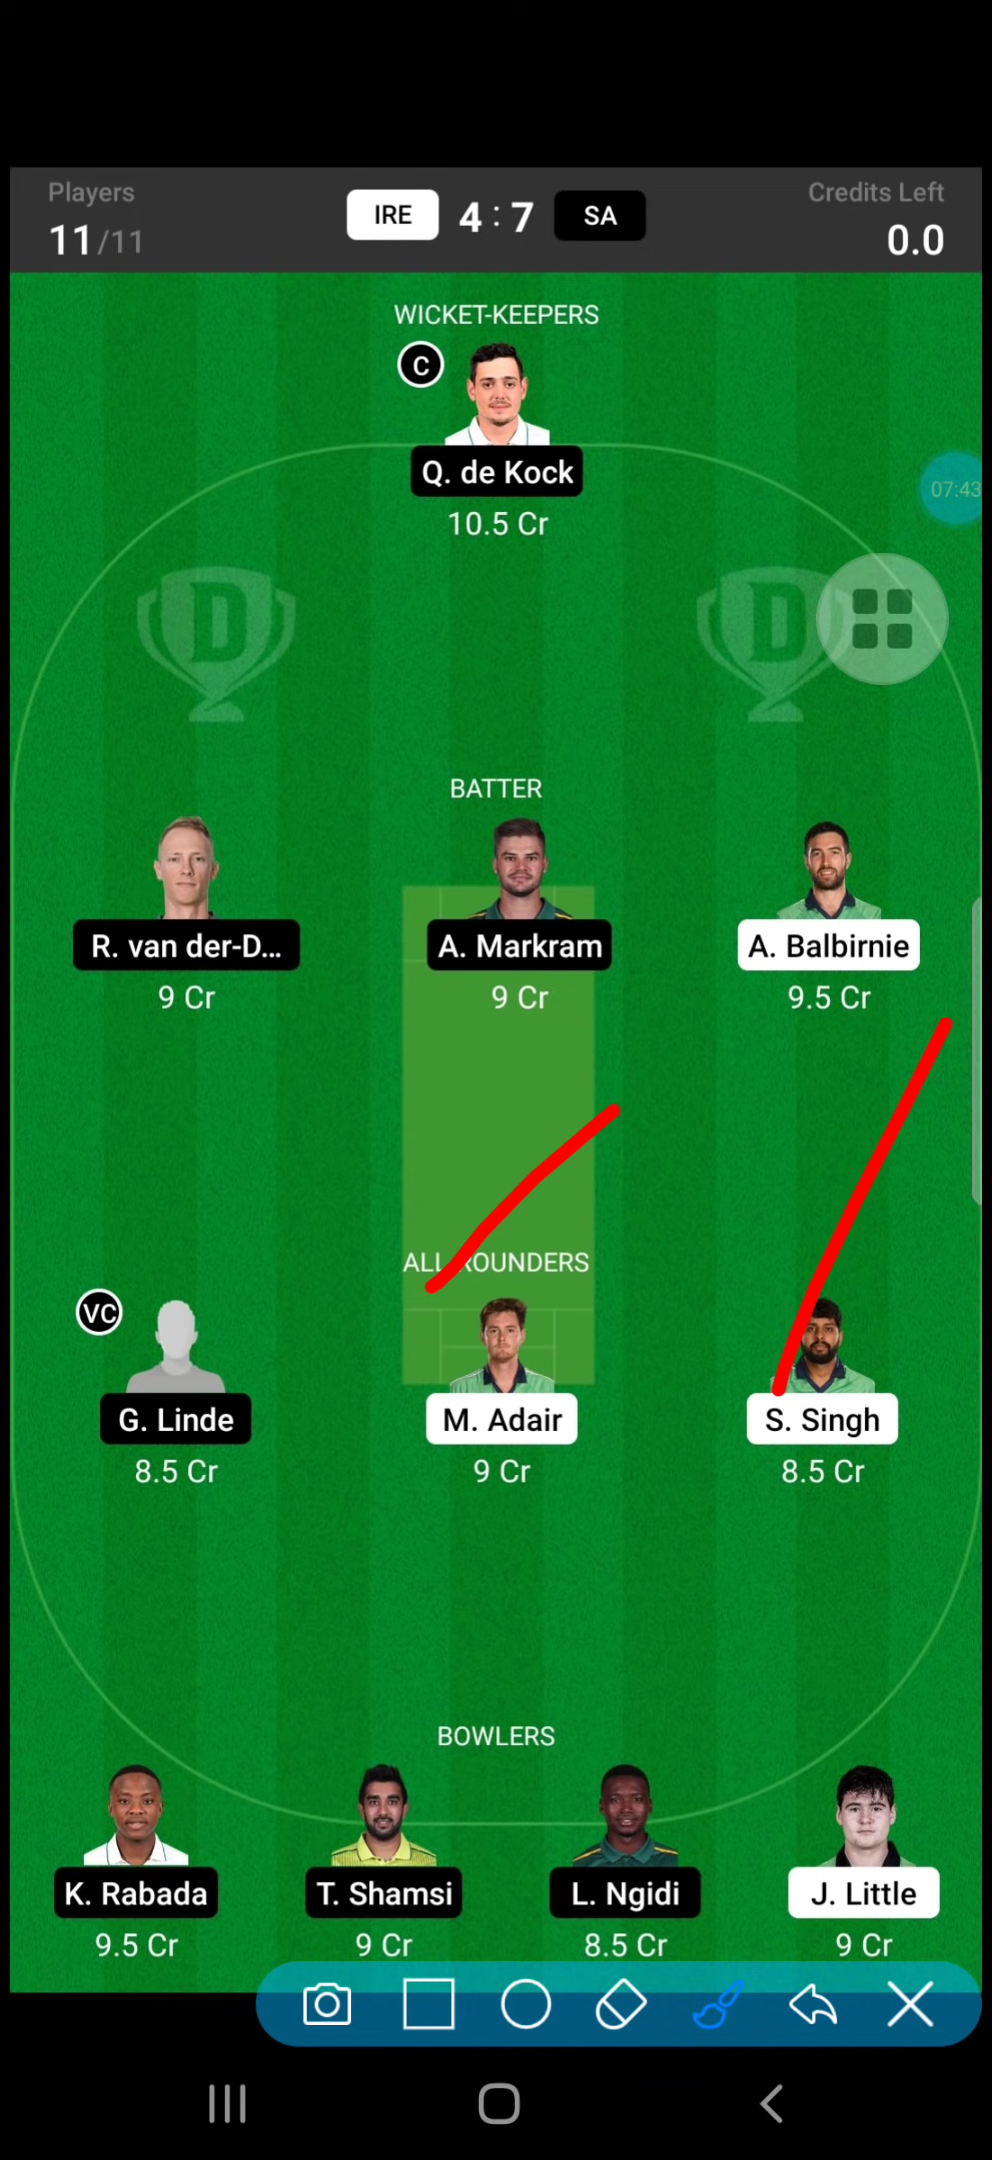 Players
IRE 4 : 7 SA
Credits Left
11/11
0.0
WICKET-KEEPERS
C
Q. de Kock
10.5 Cr
07:43
D D
BATTER
R. van der-D...
A. Markram
A. Balbirnie
9 Cr
9 Cr
9.5 Cr
ALL ROUNDERS
VC
G. Linde
M. Adair
S. Singh
8.5 Cr
9 Cr
8.5 Cr
BOWLERS
K. Rabada
T. Shamsi
L. Ngidi
J. Little
9.5 Cr
9 Cr
8.5 Cr
9 Cr